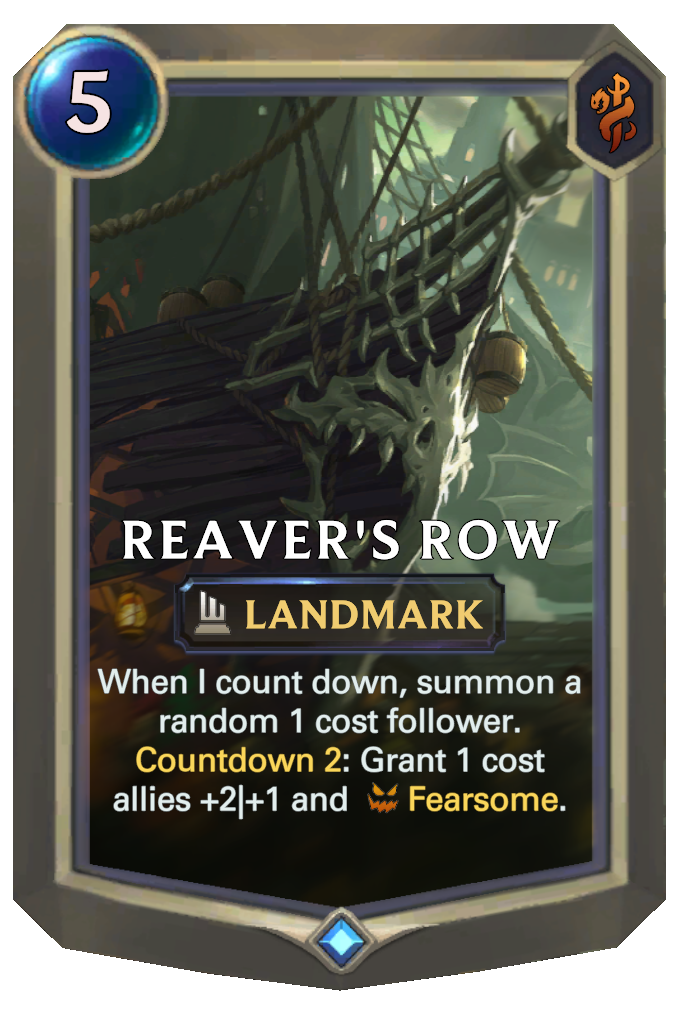 5
REAVER'S ROW
LANDMARK
When I count down, summon a
random 1 cost follower.
Countdown 2: Grant 1 cost
allies +2|+1 and Fearsome.